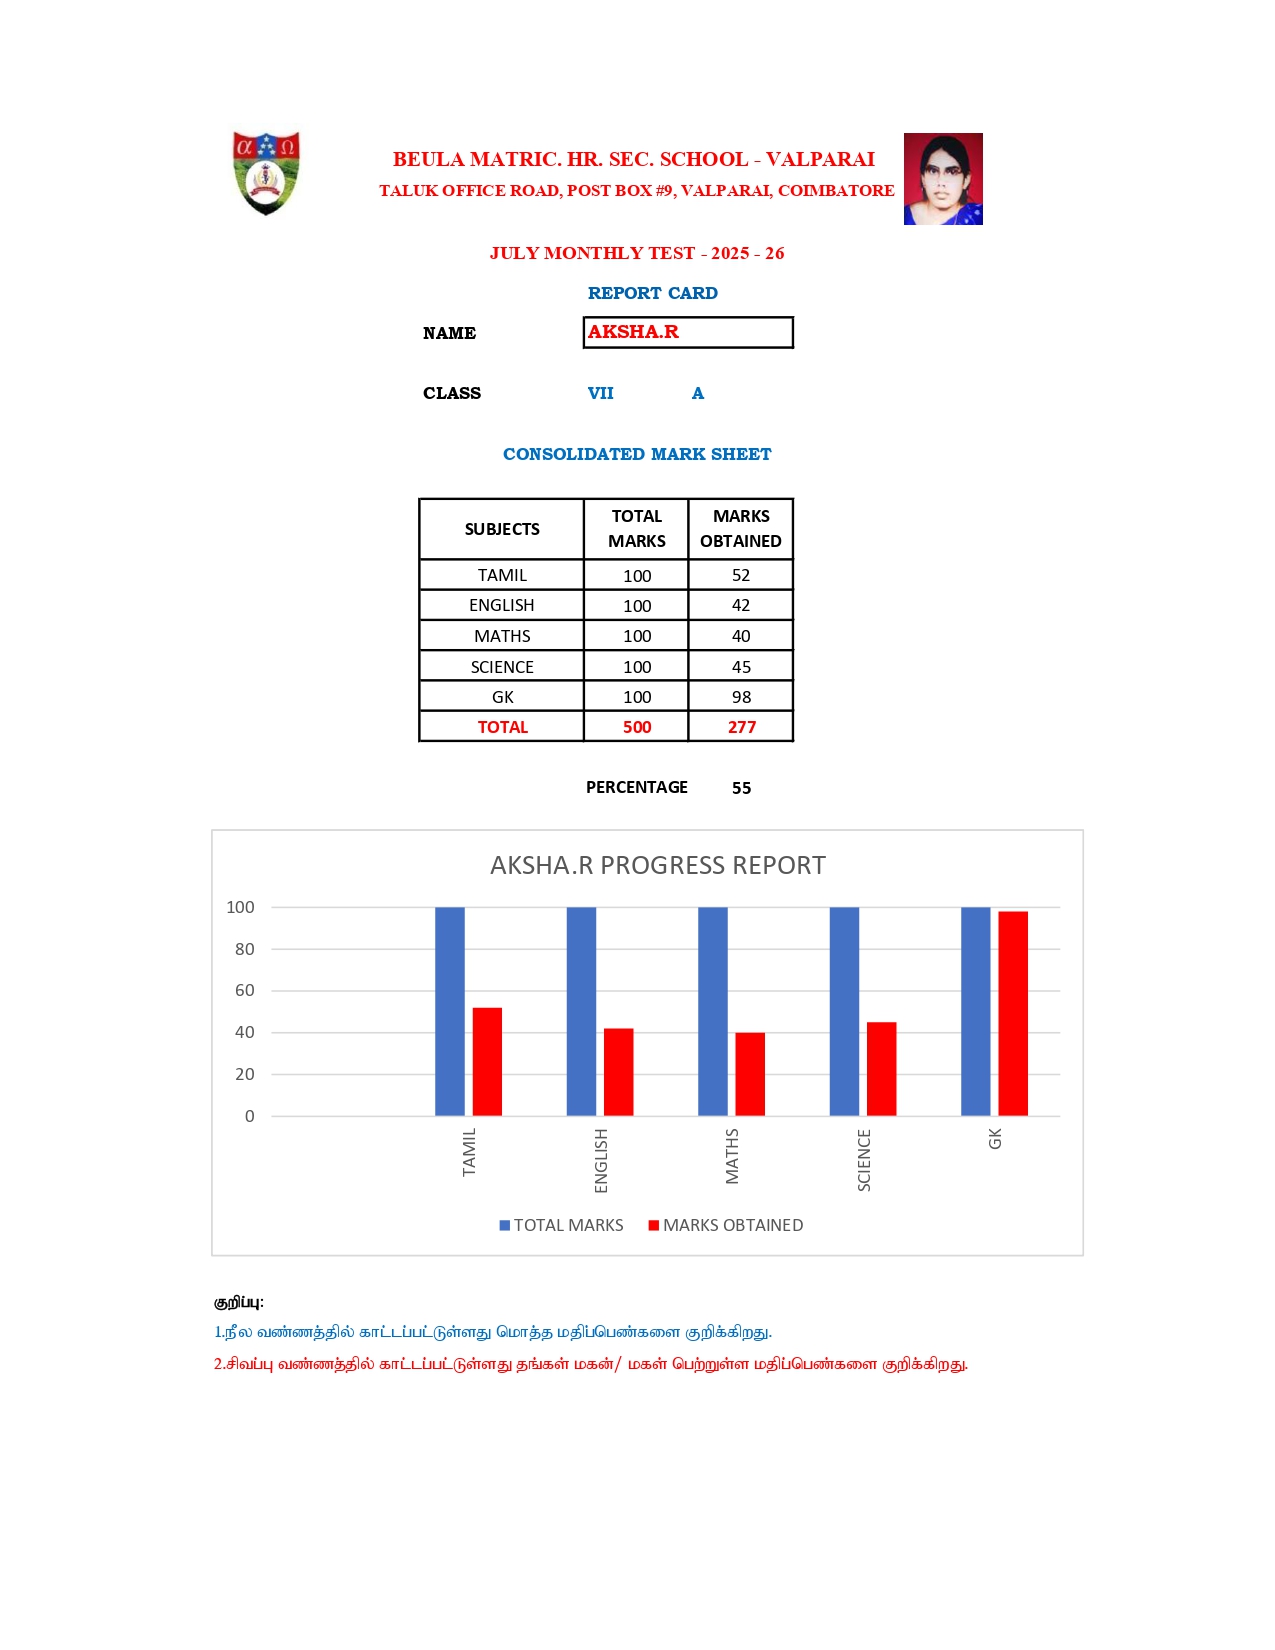 α Ω
BEULA MATRIC. HR. SEC. SCHOOL - VALPARAI
TALUK OFFICE ROAD, POST BOX #9, VALPARAI, COIMBATORE
JULY MONTHLY TEST - 2025 - 26
REPORT CARD
NAME AKSHA.R
CLASS VII A
CONSOLIDATED MARK SHEET
SUBJECTS TOTAL MARKS MARKS OBTAINED
TAMIL 100 52
ENGLISH 100 42
MATHS 100 40
SCIENCE 100 45
GK 100 98
TOTAL 500 277
PERCENTAGE 55
AKSHA.R PROGRESS REPORT
100
80
60
40
20
0
TAMIL ENGLISH MATHS SCIENCE GK
TOTAL MARKS MARKS OBTAINED
குறிப்பு:
1.நீல வண்ணத்தில் காட்டப்பட்டுள்ளது மொத்த மதிப்பெண்களை குறிக்கிறது.
2.சிவப்பு வண்ணத்தில் காட்டப்பட்டுள்ளது தங்கள் மகன்/ மகள் பெற்றுள்ள மதிப்பெண்களை குறிக்கிறது.